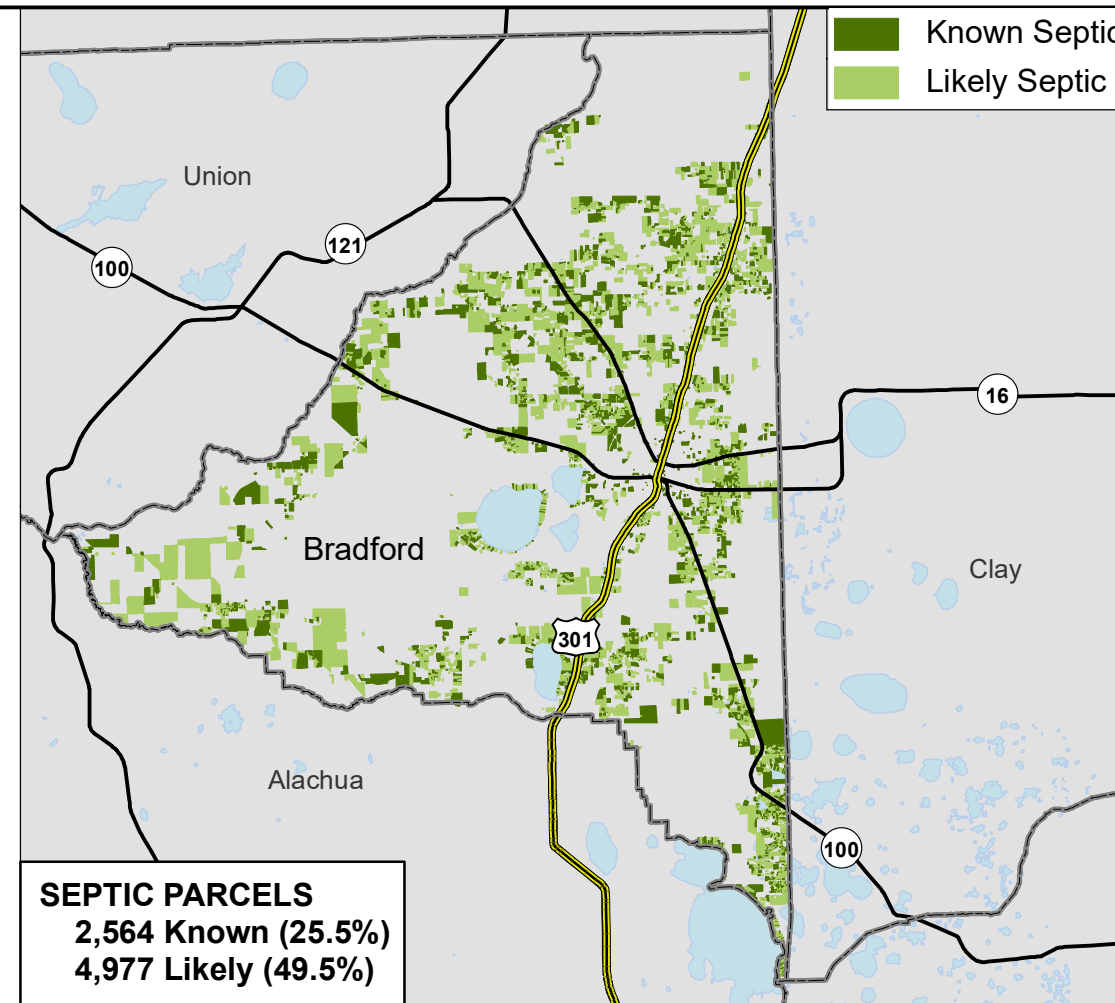 Known Septic
Likely Septic
Union
121
100
16
Bradford
Clay
301
Alachua
100
SEPTIC PARCELS
2,564 Known (25.5%)
4,977 Likely (49.5%)